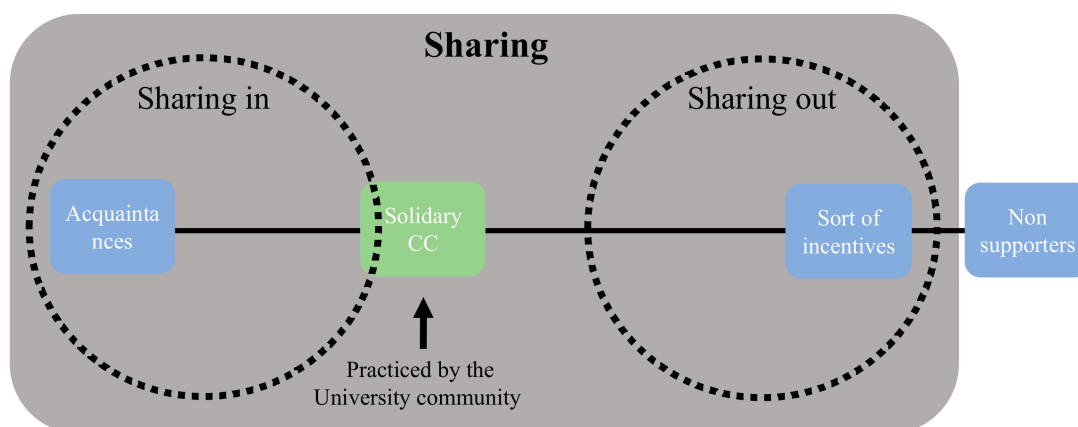 Sharing
Sharing in
Sharing out
Acquainta
nces
Solidary
CC
Sort of
incentives
Non
supporters
Practiced by the
University community